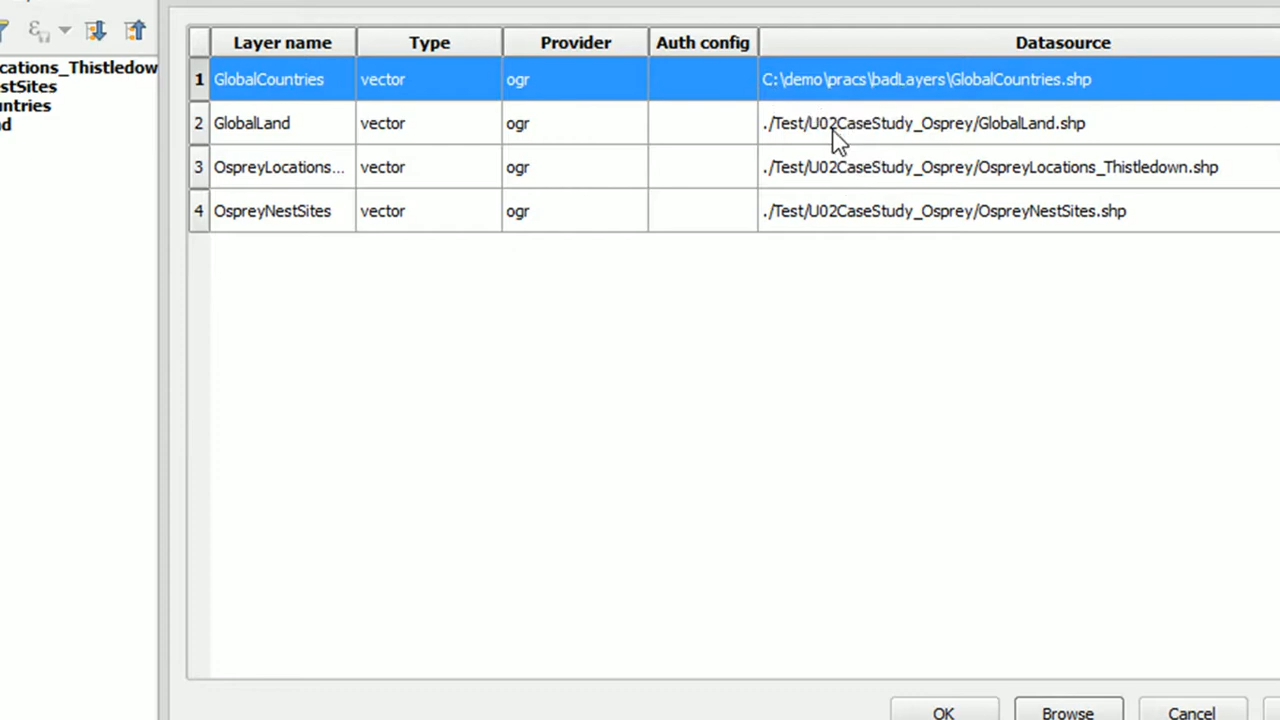 cations_Thistledow
stSites
ntries
d
Layer name Type Provider Auth config Datasource
1 GlobalCountries vector ogr C:\demo\pracs\badLayers\GlobalCountries.shp
2 GlobalLand vector ogr ./Test/U02CaseStudy_Osprey/GlobalLand.shp
3 OspreyLocations... vector ogr ./Test/U02CaseStudy_Osprey/OspreyLocations_Thistledown.shp
4 OspreyNestSites vector ogr ./Test/U02CaseStudy_Osprey/OspreyNestSites.shp
OK Browse Cancel